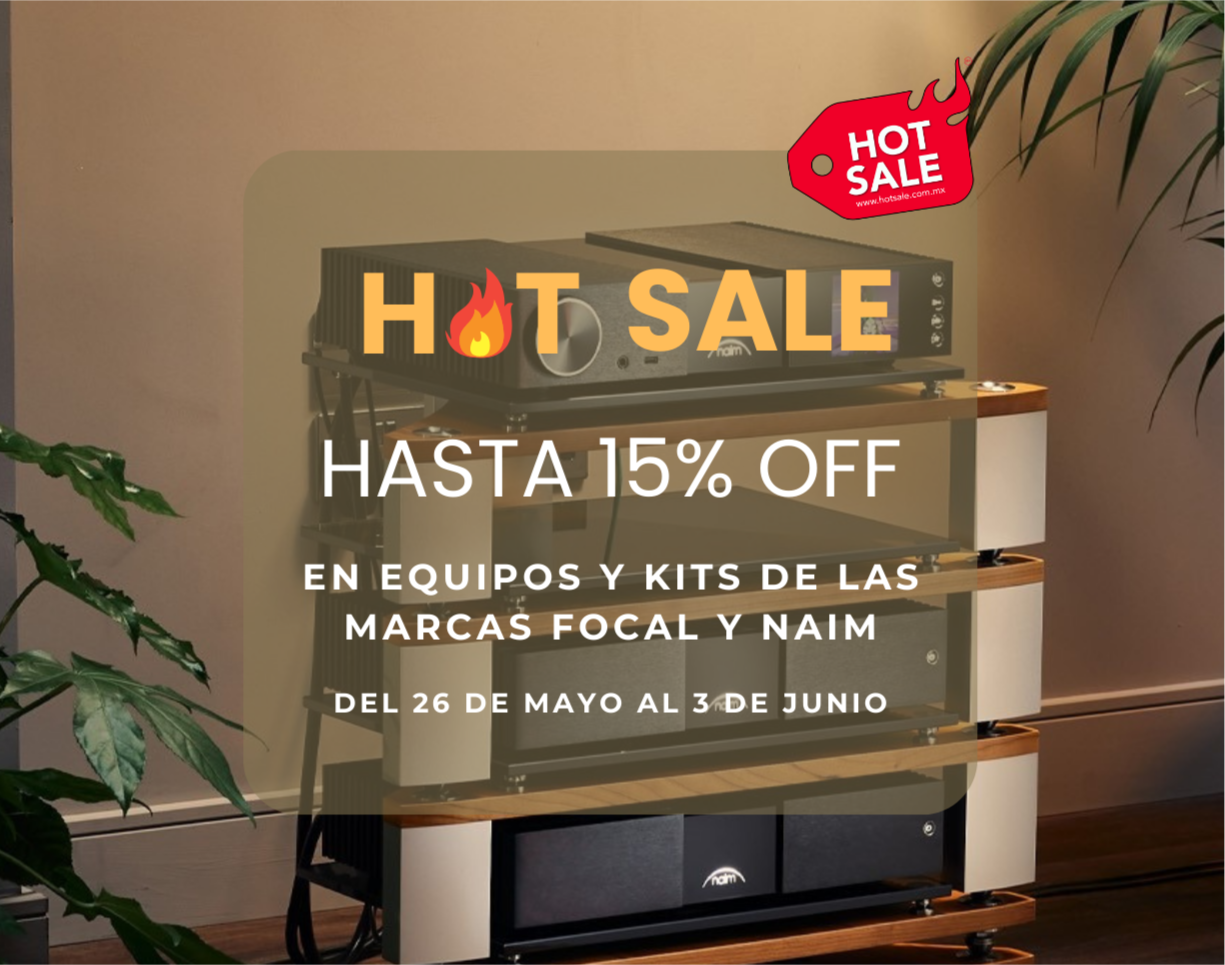 HOT
SALE
www.hotsale.com.mx
H🔥T SALE
naim
HASTA 15% OFF
EN EQUIPOS Y KITS DE LAS
MARCAS FOCAL Y NAIM
DEL 26 DE MAYO AL 3 DE JUNIO
naim